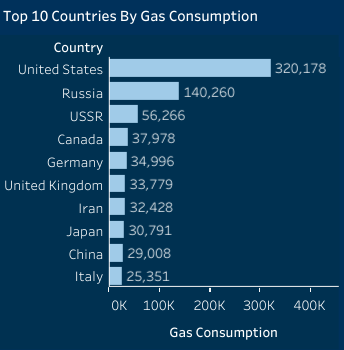 Top 10 Countries By Gas Consumption
Country
United States 320,178
Russia 140,260
USSR 56,266
Canada 37,978
Germany 34,996
United Kingdom 33,779
Iran 32,428
Japan 30,791
China 29,008
Italy 25,351
0K 100K 200K 300K 400K
Gas Consumption